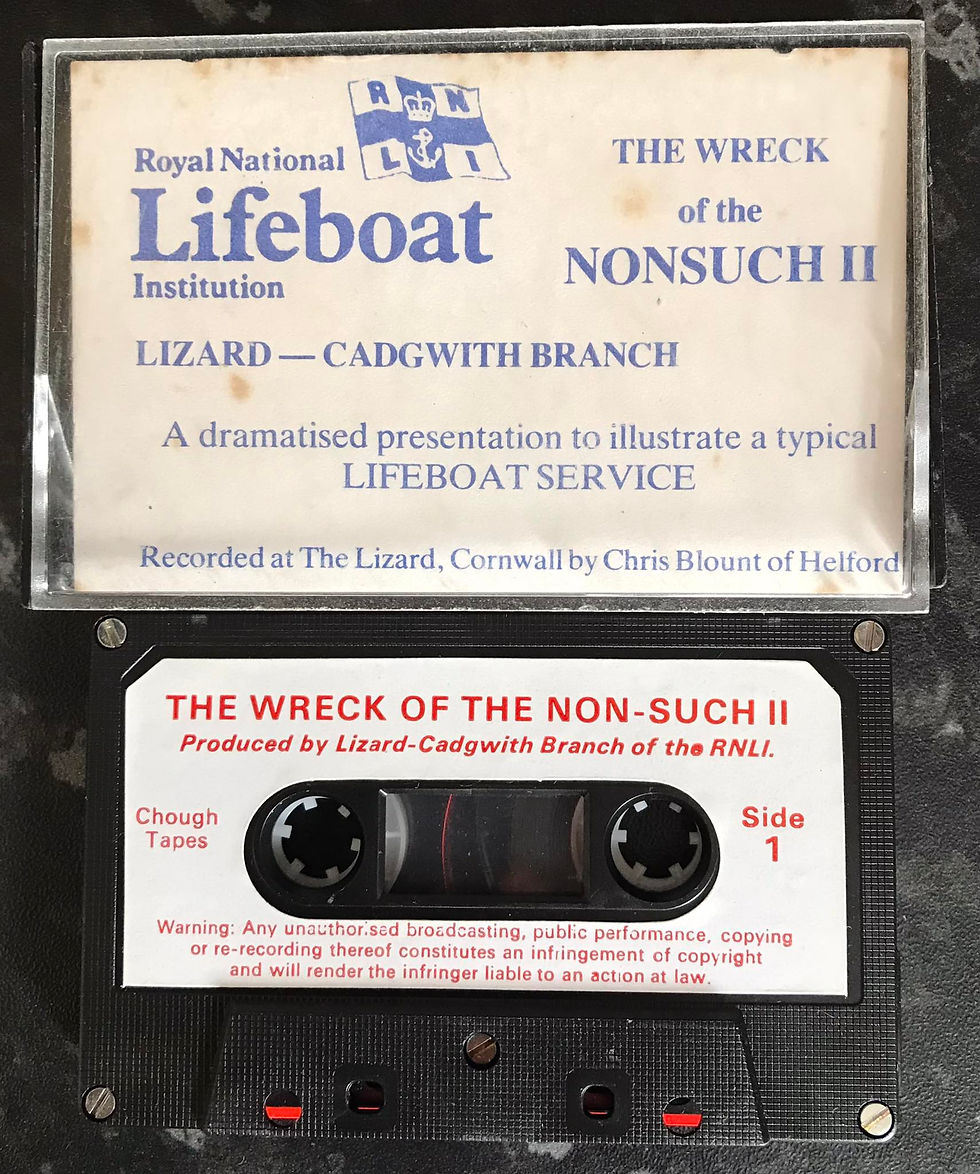 R N
L I
Royal National
Lifeboat
Institution
THE WRECK
of the
NONSUCH II
LIZARD — CADGWITH BRANCH
A dramatised presentation to illustrate a typical
LIFEBOAT SERVICE
Recorded at The Lizard, Cornwall by Chris Blount of Helford
THE WRECK OF THE NON-SUCH II
Produced by Lizard-Cadgwith Branch of the RNLI.
Chough
Tapes
Side
1
Warning: Any unauthorised broadcasting, public performance, copying
or re-recording thereof constitutes an infringement of copyright
and will render the infringer liable to an action at law.